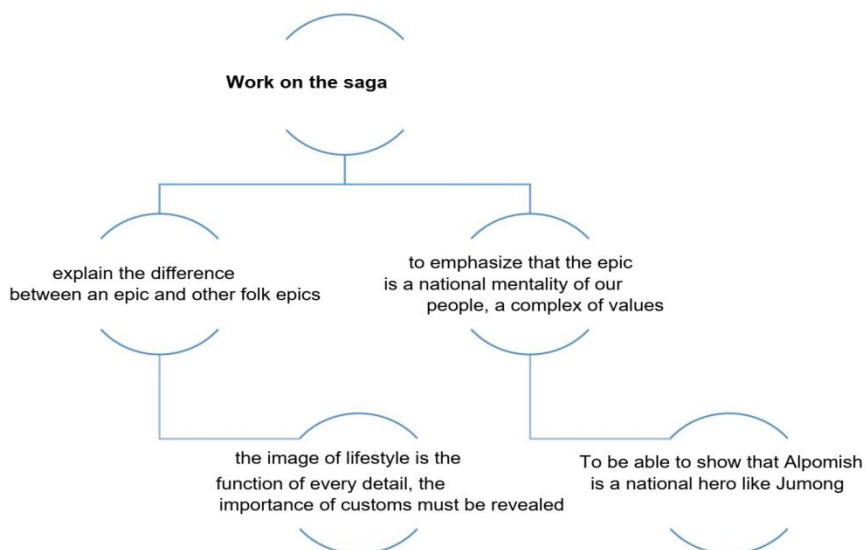 Work on the saga
explain the difference
between an epic and other folk epics
to emphasize that the epic
is a national mentality of our
people, a complex of values
the image of lifestyle is the
function of every detail, the
importance of customs must be revealed
To be able to show that Alpomish
is a national hero like Jumong